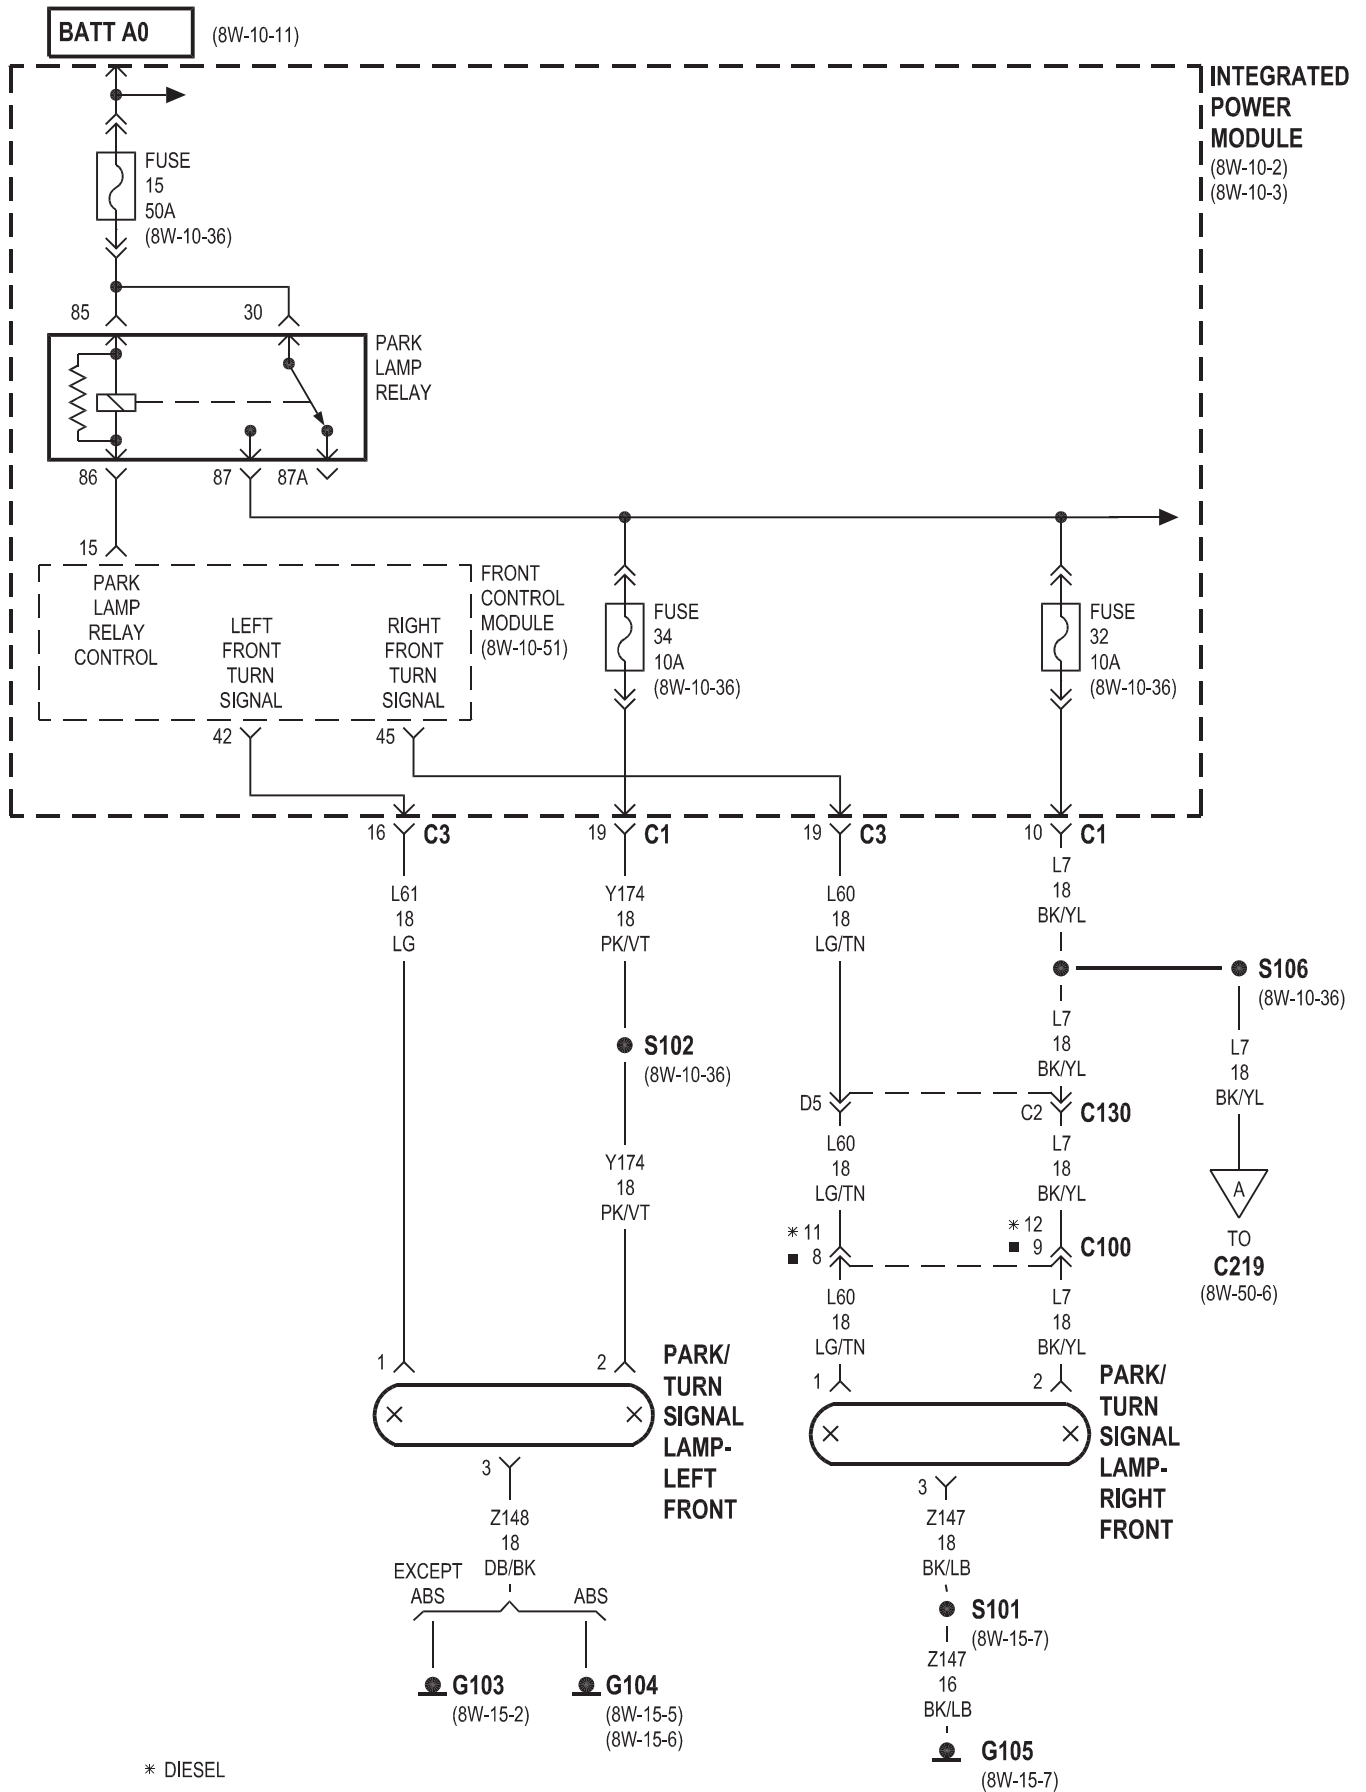 BATT A0
(8W-10-11)
INTEGRATED
POWER
MODULE
(8W-10-2)
(8W-10-3)
FUSE
15
50A
(8W-10-36)
85
30
PARK
LAMP
RELAY
86
87
87A
15
PARK
LAMP
RELAY
CONTROL
LEFT
FRONT
TURN
SIGNAL
RIGHT
FRONT
TURN
SIGNAL
FRONT
CONTROL
MODULE
(8W-10-51)
FUSE
34
10A
(8W-10-36)
FUSE
32
10A
(8W-10-36)
42
45
16
C3
19
C1
19
C3
10
C1
L61
18
LG
Y174
18
PK/VT
L60
18
LG/TN
L7
18
BK/YL
S106
(8W-10-36)
S102
(8W-10-36)
L7
18
BK/YL
L7
18
BK/YL
D5
C2
C130
Y174
18
PK/VT
L60
18
LG/TN
L7
18
BK/YL
A
TO
C219
(8W-50-6)
* 11
■ 8
* 12
■ 9
C100
L60
18
LG/TN
L7
18
BK/YL
1
2
PARK/
TURN
SIGNAL
LAMP-
LEFT
FRONT
1
2
PARK/
TURN
SIGNAL
LAMP-
RIGHT
FRONT
3
Z148
18
DB/BK
EXCEPT
ABS
ABS
G103
(8W-15-2)
G104
(8W-15-5)
(8W-15-6)
3
Z147
18
BK/LB
S101
(8W-15-7)
Z147
16
BK/LB
G105
(8W-15-7)
* DIESEL